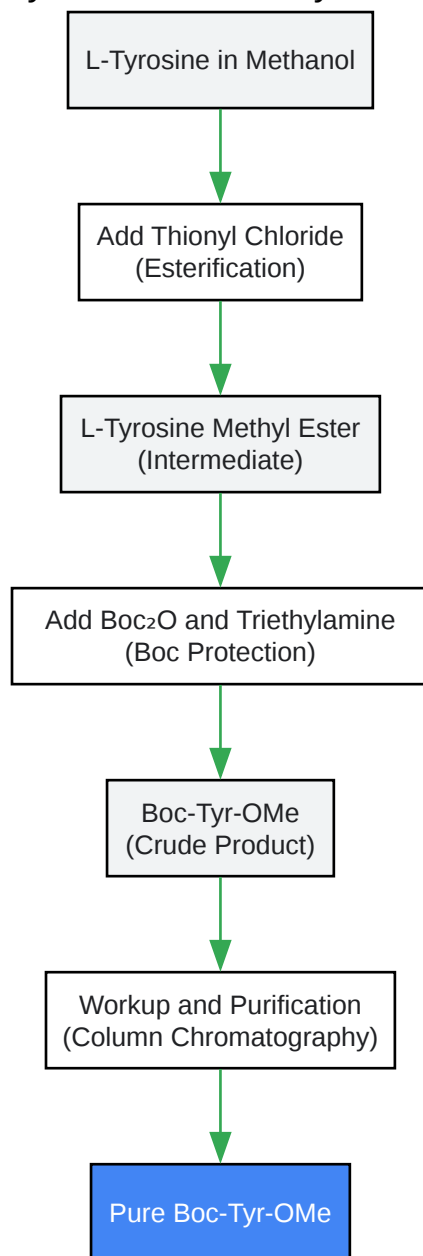 L-Tyrosine in Methanol
Add Thionyl Chloride
(Esterification)
L-Tyrosine Methyl Ester
(Intermediate)
Add Boc₂O and Triethylamine
(Boc Protection)
Boc-Tyr-OMe
(Crude Product)
Workup and Purification
(Column Chromatography)
Pure Boc-Tyr-OMe